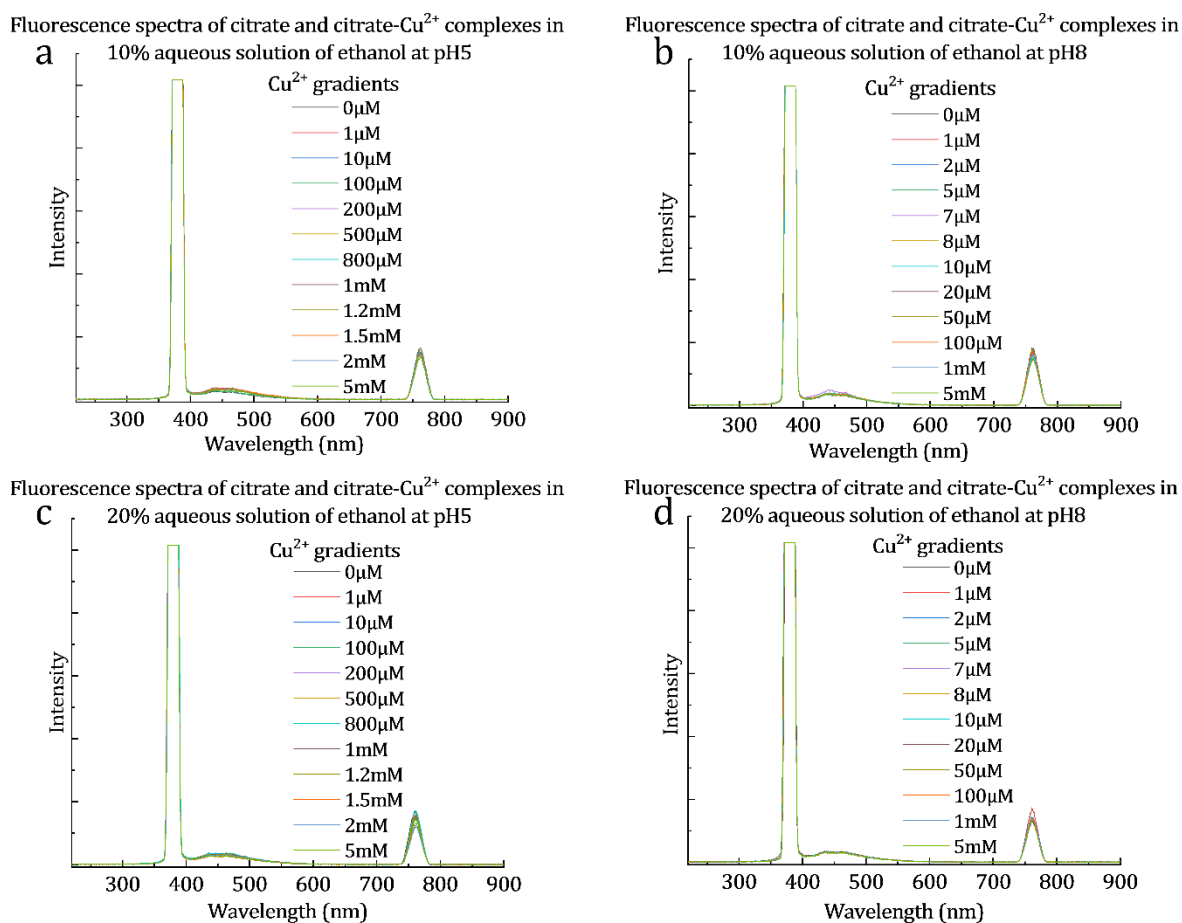 Fluorescence spectra of citrate and citrate-Cu²⁺ complexes in
10% aqueous solution of ethanol at pH5
a
Cu²⁺ gradients
0μM
1μM
10μM
100μM
200μM
500μM
800μM
1mM
1.2mM
1.5mM
2mM
5mM
Intensity
300 400 500 600 700 800 900
Wavelength (nm)
Fluorescence spectra of citrate and citrate-Cu²⁺ complexes in
10% aqueous solution of ethanol at pH8
b
Cu²⁺ gradients
0μM
1μM
2μM
5μM
7μM
8μM
10μM
20μM
50μM
100μM
1mM
5mM
Intensity
300 400 500 600 700 800 900
Wavelength (nm)
Fluorescence spectra of citrate and citrate-Cu²⁺ complexes in
20% aqueous solution of ethanol at pH5
c
Cu²⁺ gradients
0μM
1μM
10μM
100μM
200μM
500μM
800μM
1mM
1.2mM
1.5mM
2mM
5mM
Intensity
300 400 500 600 700 800 900
Wavelength (nm)
Fluorescence spectra of citrate and citrate-Cu²⁺ complexes in
20% aqueous solution of ethanol at pH8
d
Cu²⁺ gradients
0μM
1μM
2μM
5μM
7μM
8μM
10μM
20μM
50μM
100μM
1mM
5mM
Intensity
300 400 500 600 700 800 900
Wavelength (nm)